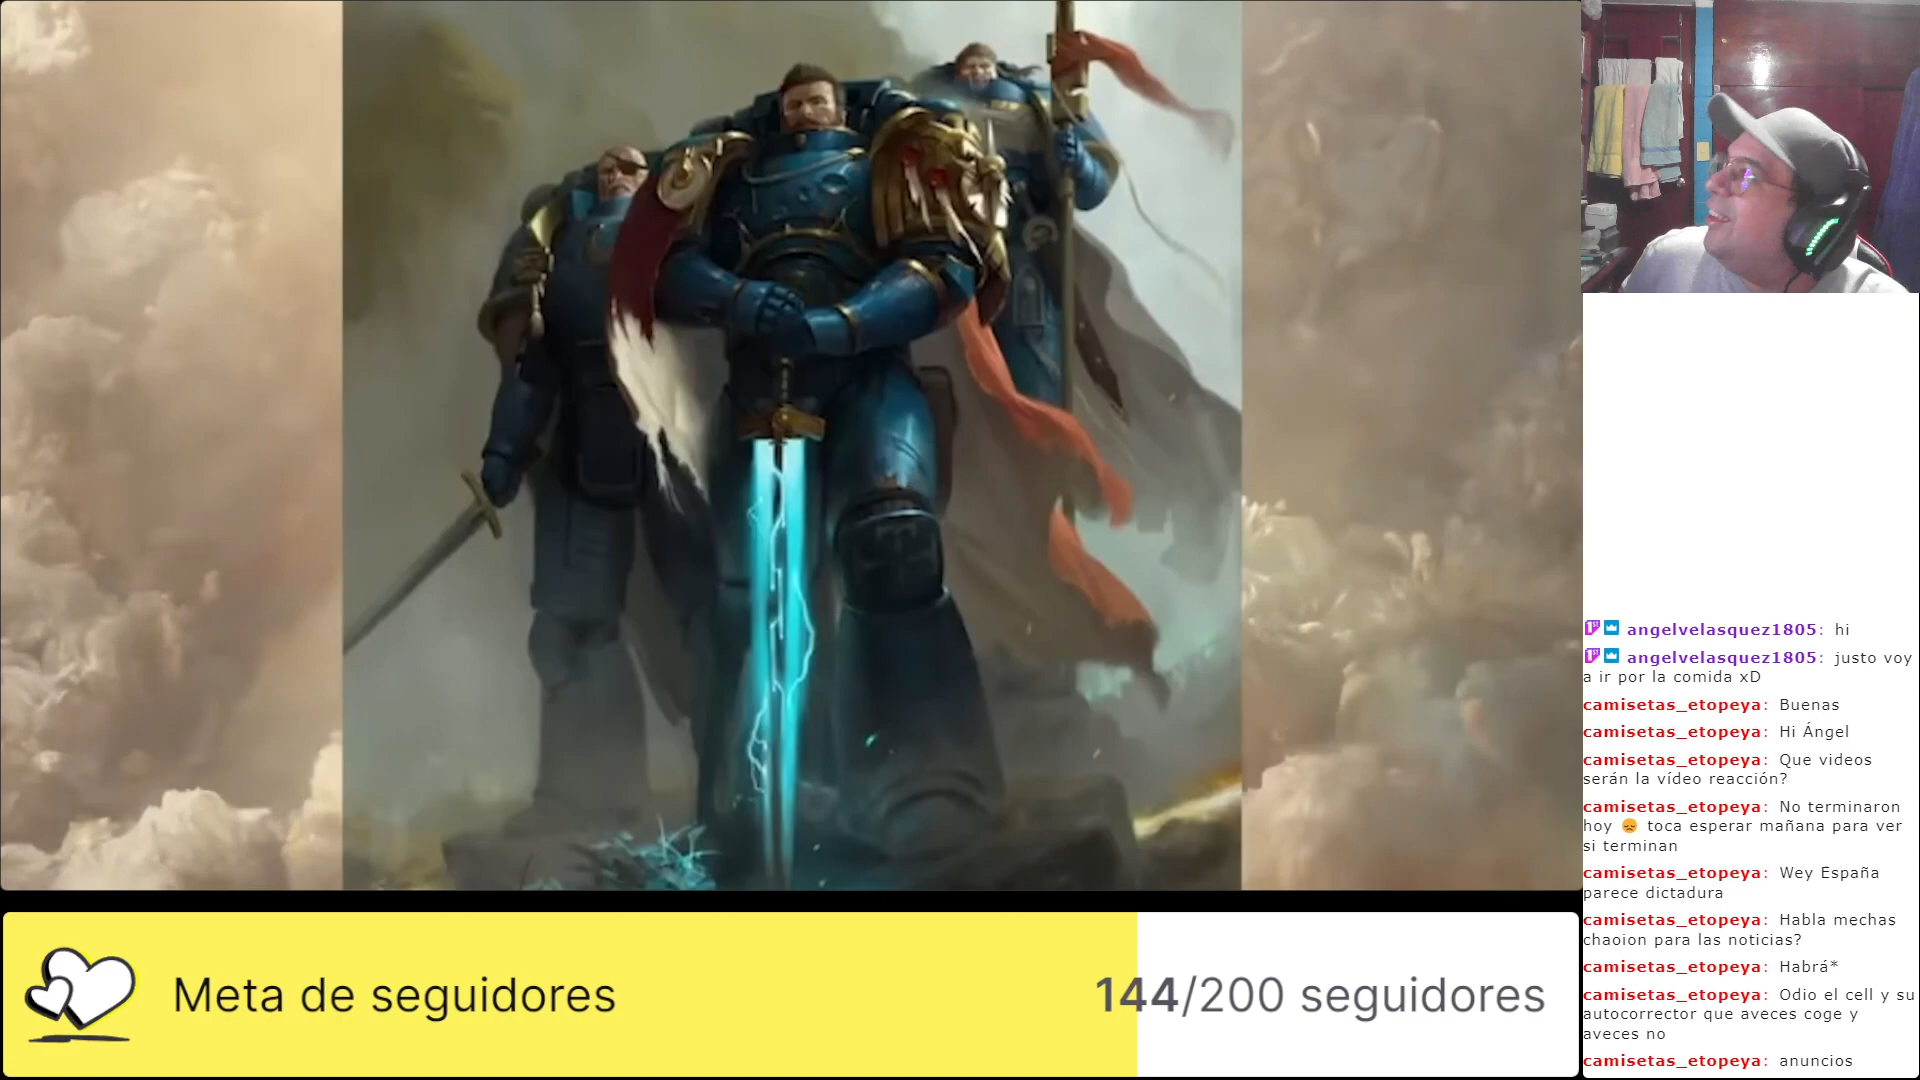 angelvelasquez1805: hi
angelvelasquez1805: justo voy
a ir por la comida xD
camisetas_etopeya: Buenas
camisetas_etopeya: Hi Ángel
camisetas_etopeya: Que videos
serán la vídeo reacción?
camisetas_etopeya: No terminaron
hoy 😞 toca esperar mañana para ver
si terminan
camisetas_etopeya: Wey España
parece dictadura
camisetas_etopeya: Habla mechas
chaoion para las noticias?
camisetas_etopeya: Habrá*
camisetas_etopeya: Odio el cell y su
autocorrector que aveces coge y
aveces no
camisetas_etopeya: anuncios
Meta de seguidores
144/200 seguidores